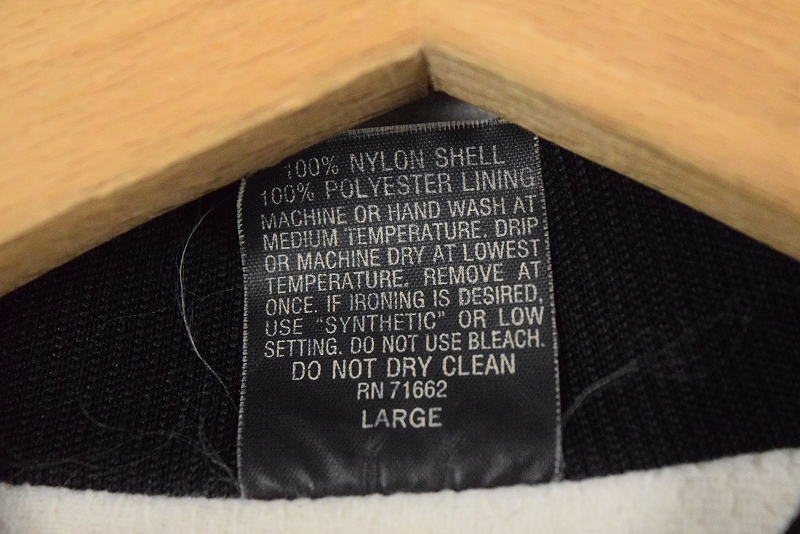 100% NYLON SHELL
100% POLYESTER LINING
MACHINE OR HAND WASH AT
MEDIUM TEMPERATURE. DRIP
OR MACHINE DRY AT LOWEST
TEMPERATURE. REMOVE AT
ONCE. IF IRONING IS DESIRED,
USE "SYNTHETIC" OR LOW
SETTING. DO NOT USE BLEACH.
DO NOT DRY CLEAN
RN 71662
LARGE